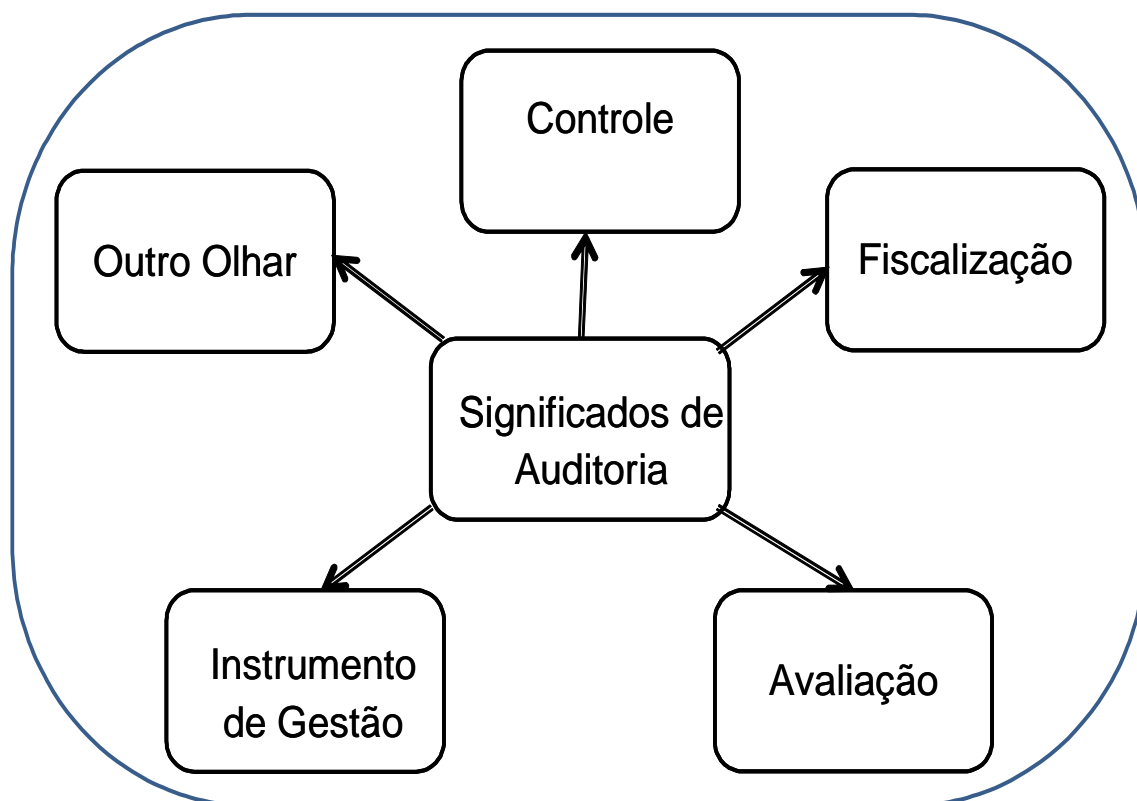 Controle
Outro Olhar
Fiscalização
Significados de
Auditoria
Instrumento
de Gestão
Avaliação